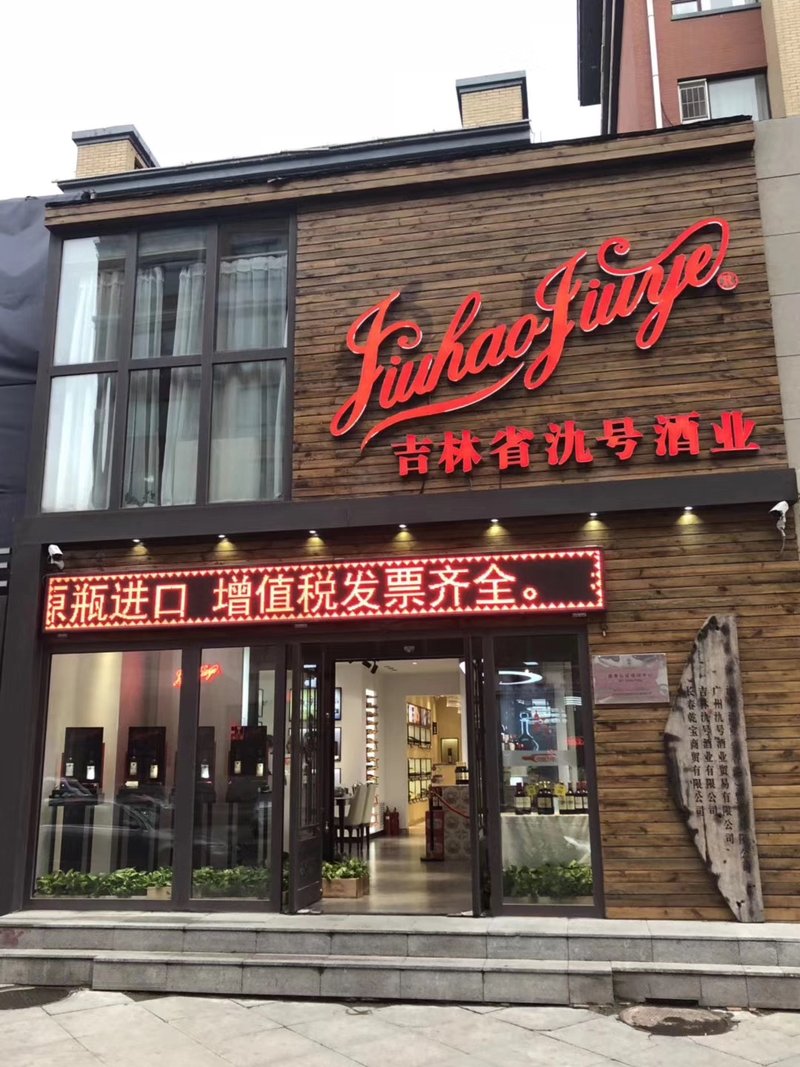 JiuhaoJiuye®
吉林省氿号酒业
原瓶进口 增值税发票齐全。
广州氿号酒业贸易有限公司
吉林氿号酒业有限公司
长春乾宝商贸有限公司